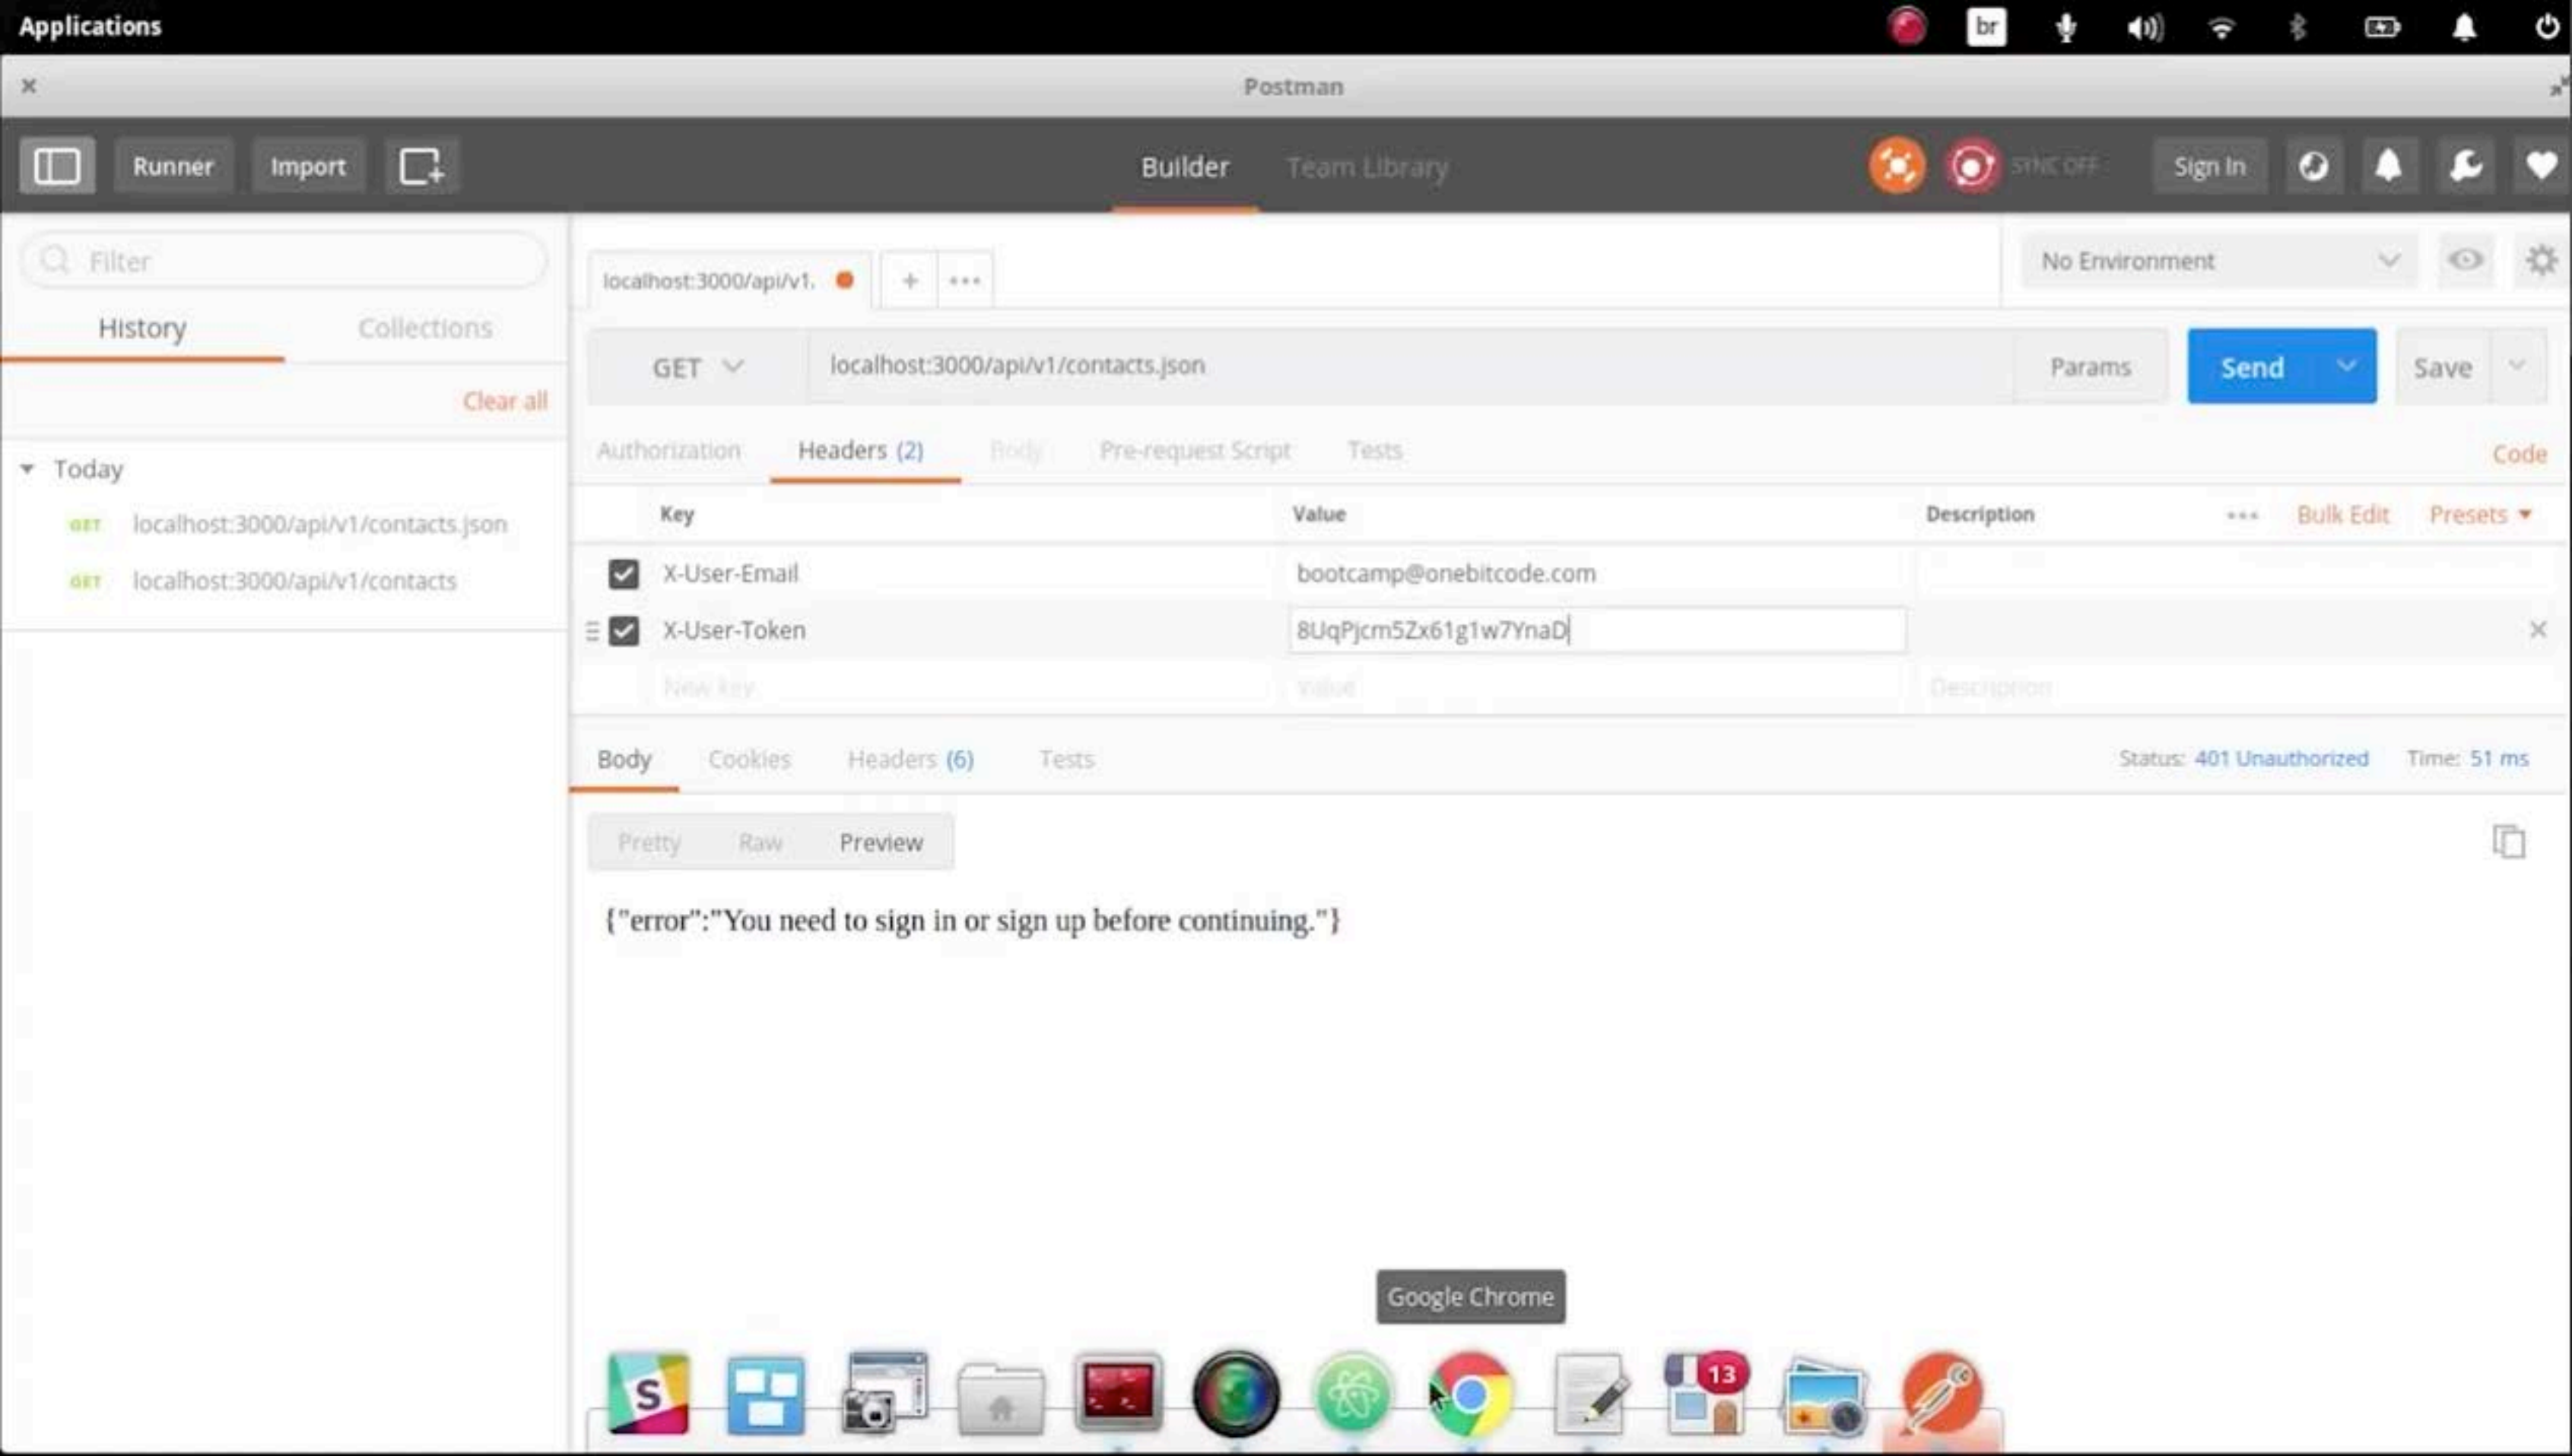 Applications
br
Postman
Runner Import Builder Team Library SYNC OFF Sign In
Filter
localhost:3000/api/v1. + No Environment
History Collections
GET localhost:3000/api/v1/contacts.json Params Send Save
Clear all
Authorization Headers (2) Body Pre-request Script Tests Code
Today
Key Value Description Bulk Edit Presets
GET localhost:3000/api/v1/contacts.json
X-User-Email bootcamp@onebitcode.com
GET localhost:3000/api/v1/contacts
X-User-Token 8UqPjcm5Zx61g1w7YnaD
New key Value Description
Body Cookies Headers (6) Tests Status: 401 Unauthorized Time: 51 ms
Pretty Raw Preview
{"error":"You need to sign in or sign up before continuing."}
Google Chrome
S
13